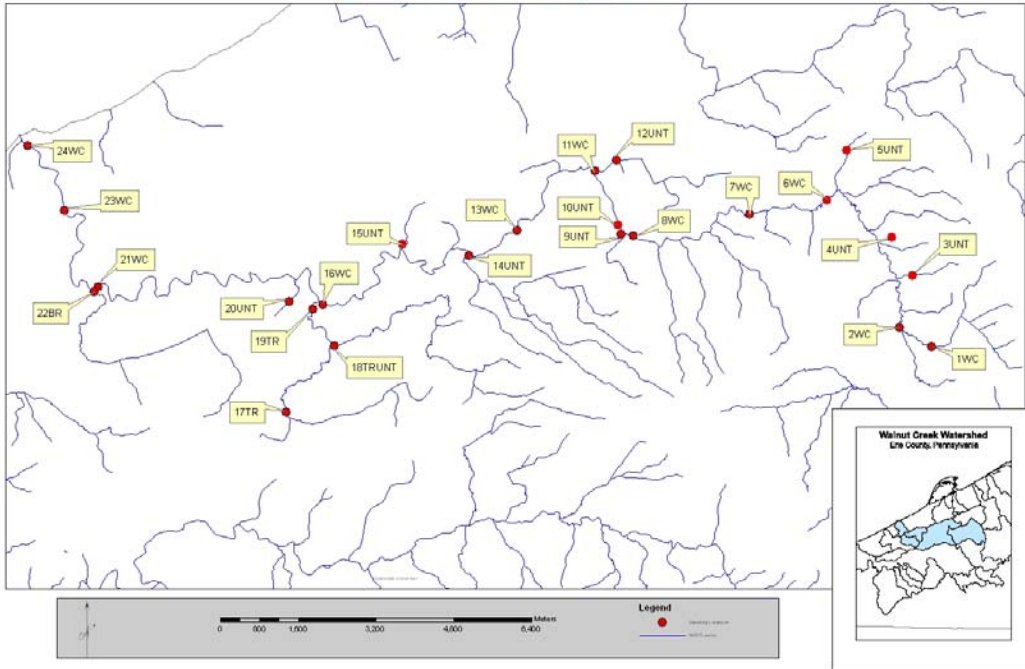 12UNT
11WC
5UNT
24WC
7WC
6WC
23WC
13WC
10UNT
8WC
15UNT
9UNT
4UNT
3UNT
14UNT
21WC
16WC
22BR
20UNT
19TR
2WC
18TRUNT
1WC
17TR
Walnut Creek Watershed
Erie County, Pennsylvania
Legend
Meters
0 800 1,600 3,200 4,800 6,400